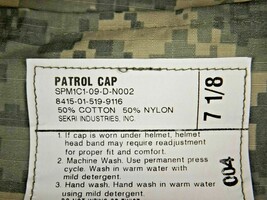 PATROL CAP
SPM1C1-09-D-N002
8415-01-519-9116
50% COTTON 50% NYLON
SEKRI INDUSTRIES, INC.
7 1/8
1 If cap is worn under helmet, helmet
head band may require readjustment
for proper fit and comfort.
2. Machine Wash. Use permanent press
cycle. Wash in warm water with
mild detergent.
3. Hand wash. Hand wash in warm water
using mild detergent.
004